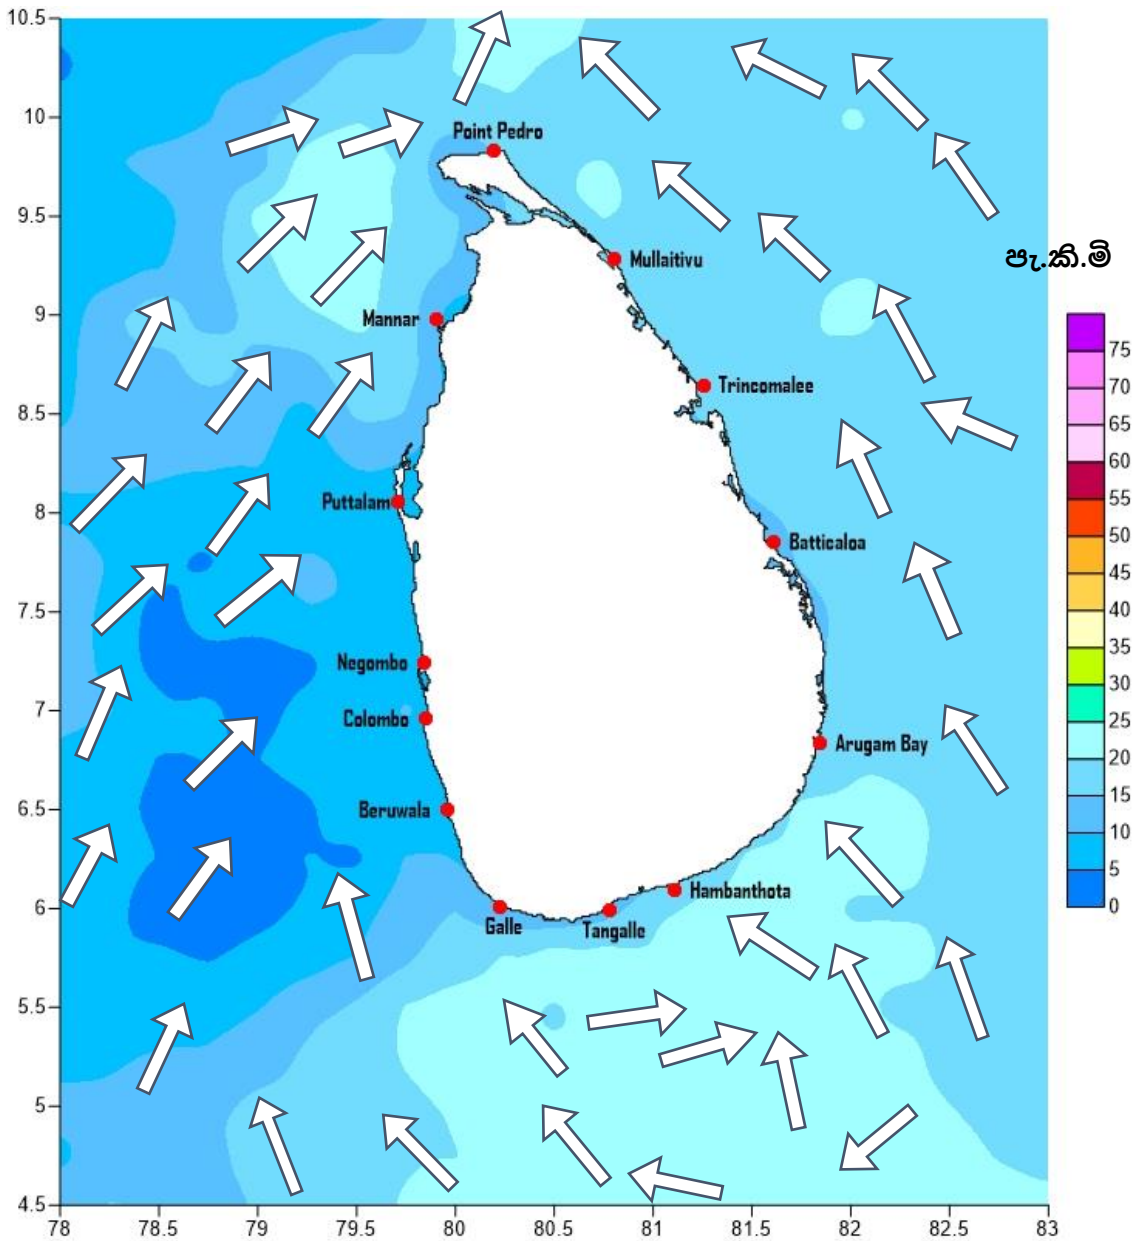 10.5
10
Point Pedro
9.5
පැ.කි.මි
Mullaitivu
9
Mannar
75
Trincomalee
70
8.5
65
60
8
Puttalam
55
Batticaloa
50
45
7.5
40
Negombo
35
30
7
Colombo
25
Arugam Bay
20
6.5
Beruwala
15
10
Hambanthota
5
6
0
Galle
Tangalle
5.5
5
4.5
78 78.5 79 79.5 80 80.5 81 81.5 82 82.5 83